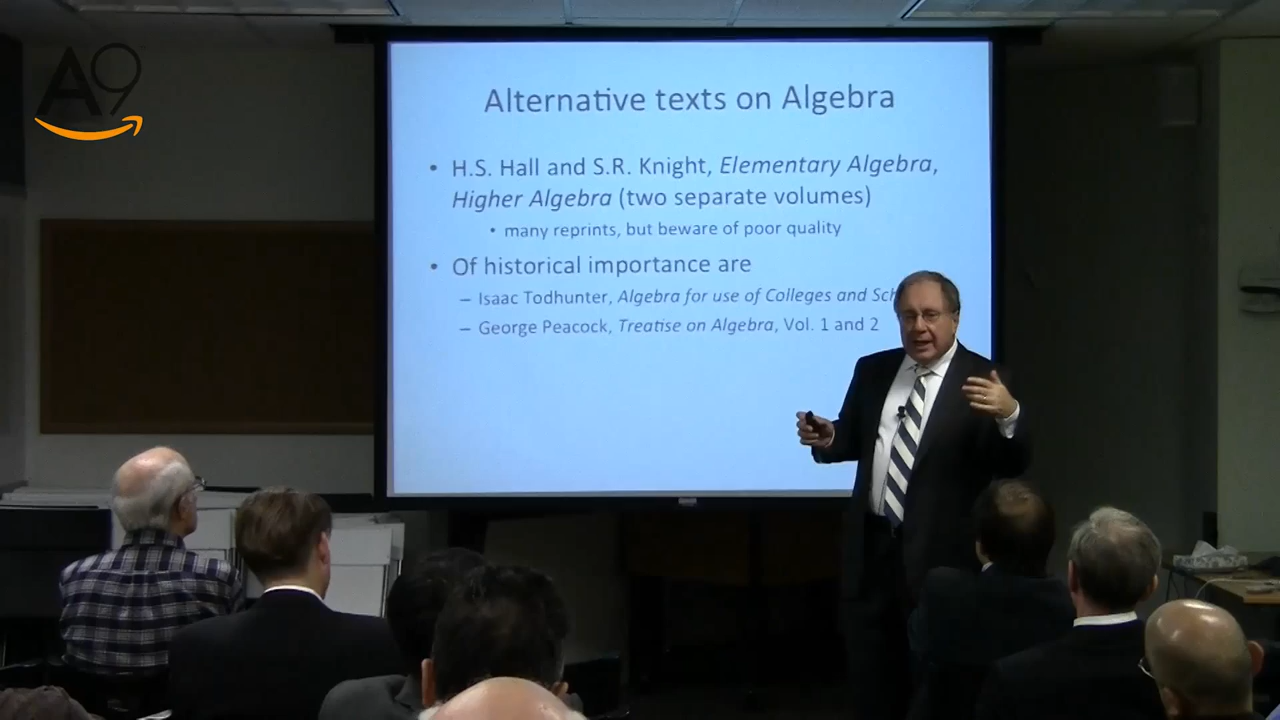 A9
Alternative texts on Algebra
• H.S. Hall and S.R. Knight, Elementary Algebra,
Higher Algebra (two separate volumes)
• many reprints, but beware of poor quality
• Of historical importance are
– Isaac Todhunter, Algebra for use of Colleges and Sch
– George Peacock, Treatise on Algebra, Vol. 1 and 2